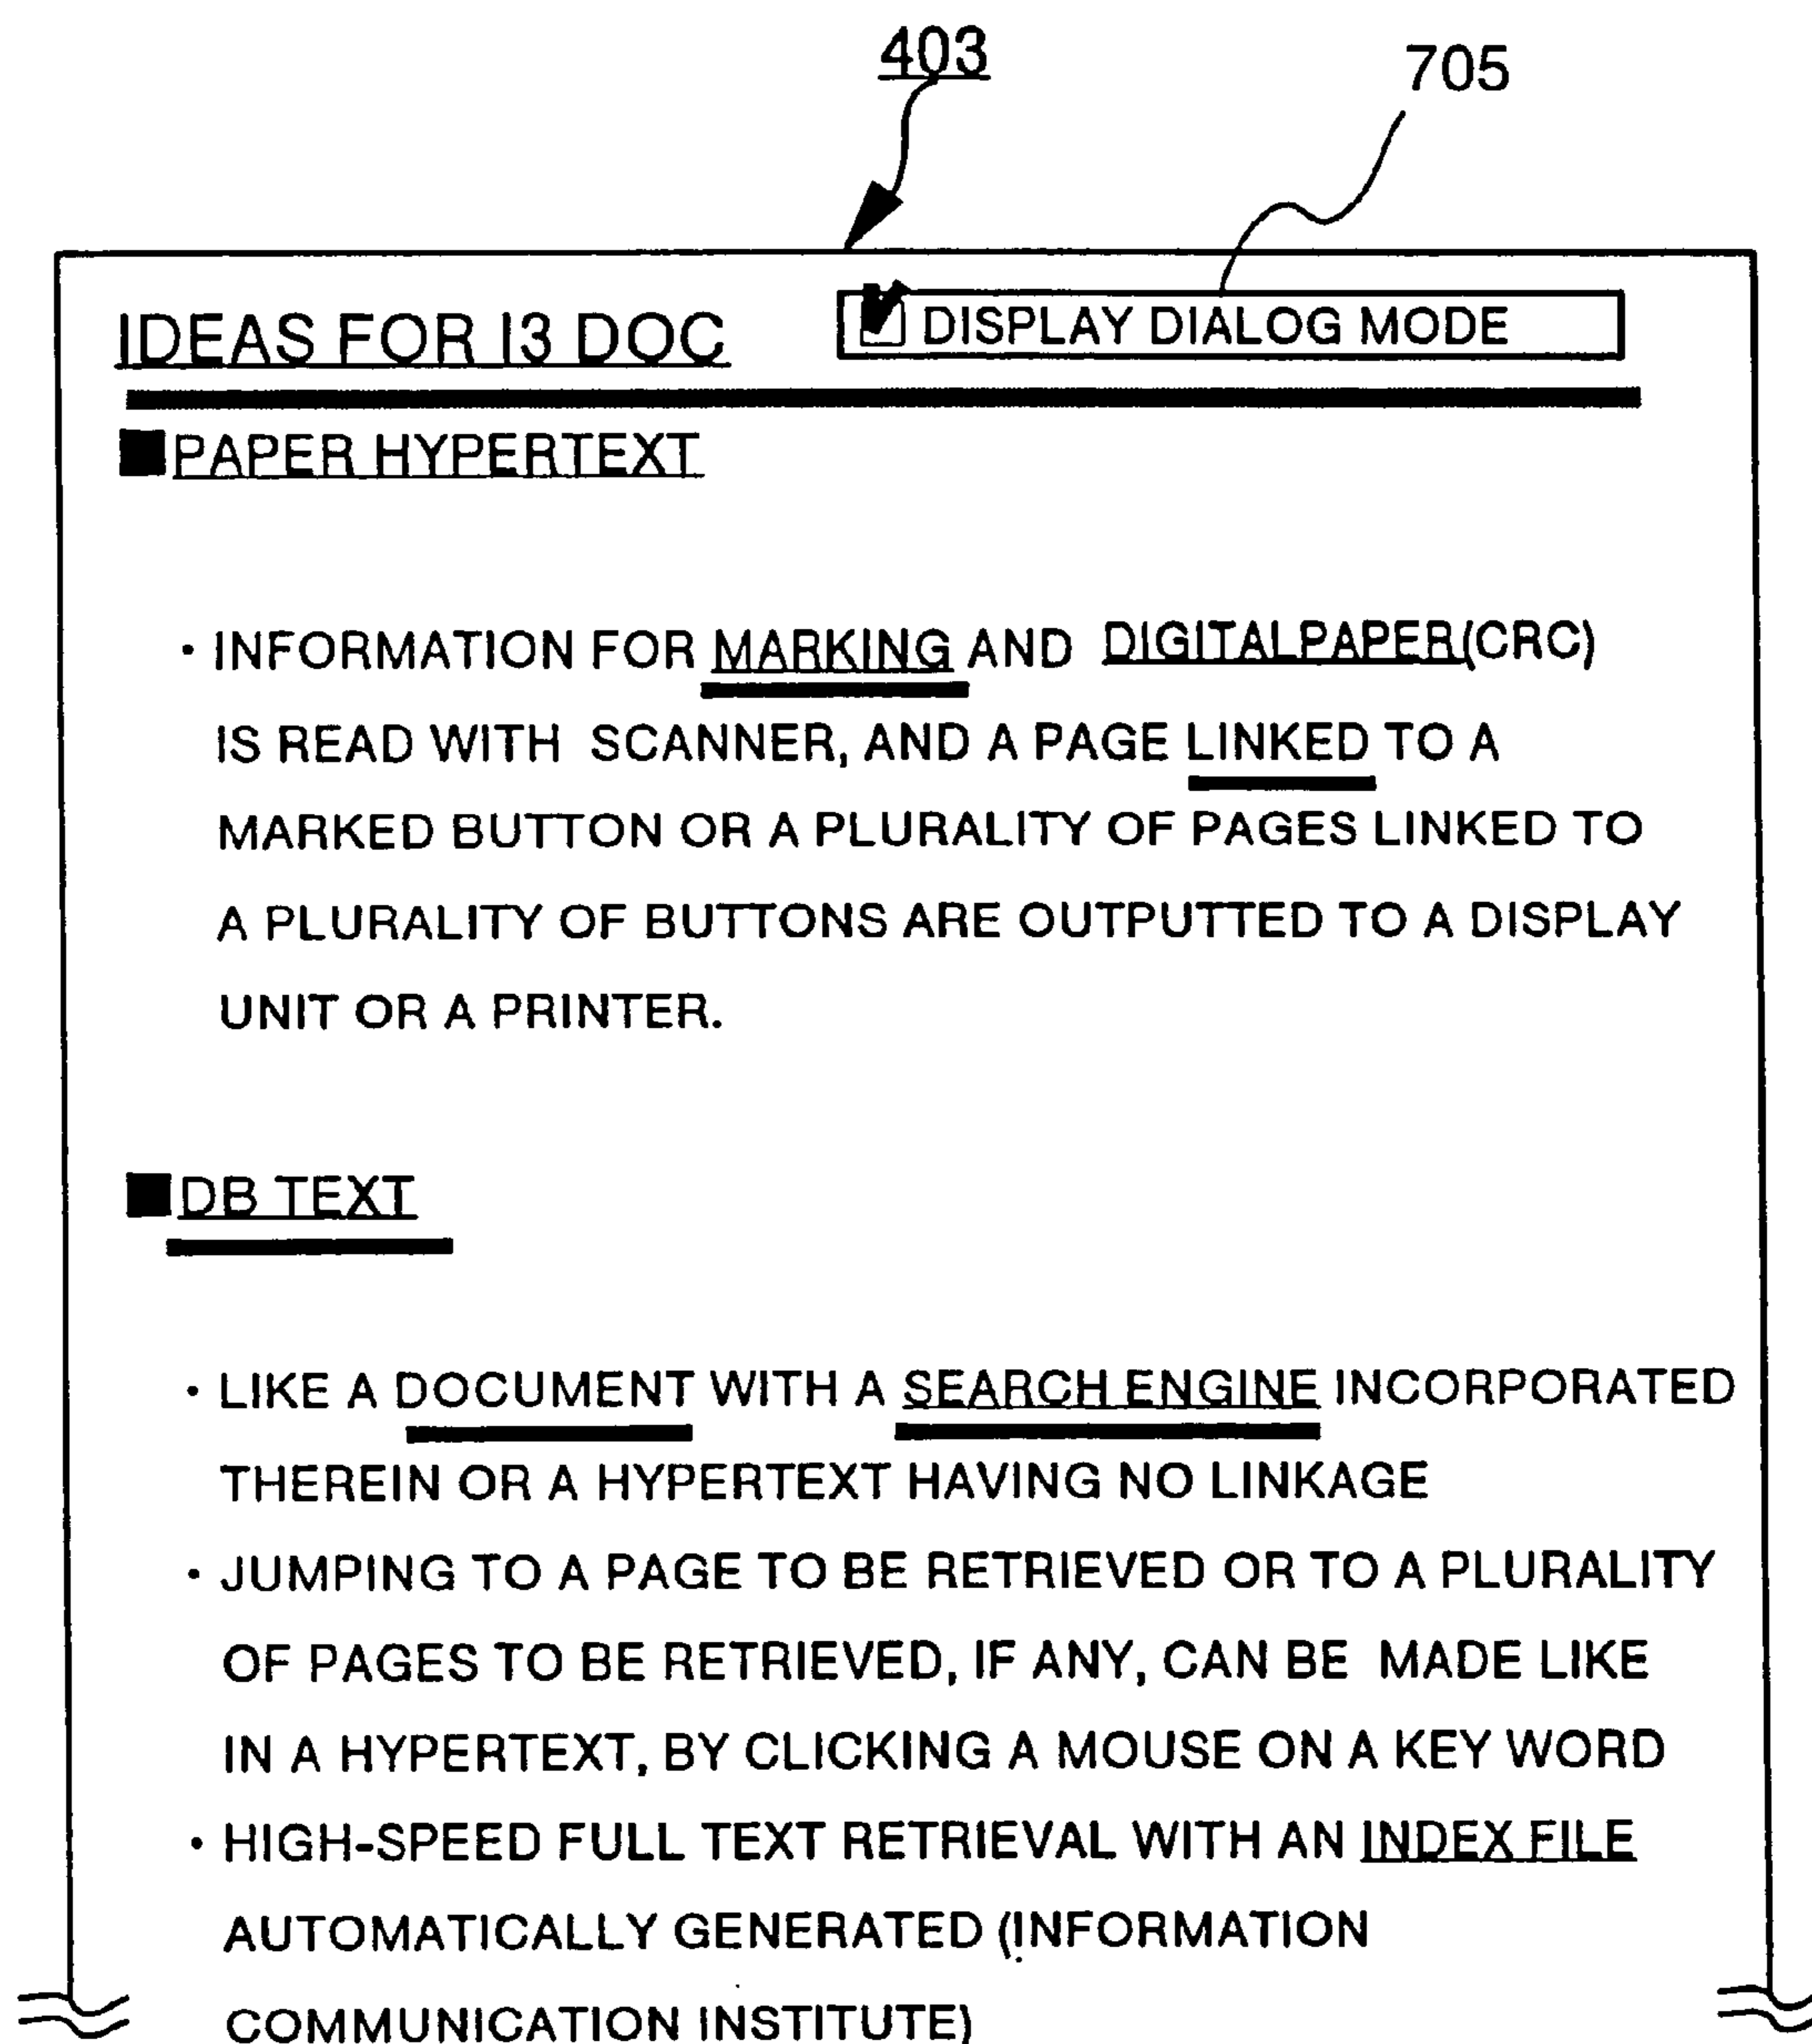 403
705
IDEAS FOR I3 DOC
DISPLAY DIALOG MODE
PAPER HYPERTEXT
· INFORMATION FOR MARKING AND DIGITALPAPER(CRC)
IS READ WITH SCANNER, AND A PAGE LINKED TO A
MARKED BUTTON OR A PLURALITY OF PAGES LINKED TO
A PLURALITY OF BUTTONS ARE OUTPUTTED TO A DISPLAY
UNIT OR A PRINTER.
DB TEXT
· LIKE A DOCUMENT WITH A SEARCH ENGINE INCORPORATED
THEREIN OR A HYPERTEXT HAVING NO LINKAGE
· JUMPING TO A PAGE TO BE RETRIEVED OR TO A PLURALITY
OF PAGES TO BE RETRIEVED, IF ANY, CAN BE MADE LIKE
IN A HYPERTEXT, BY CLICKING A MOUSE ON A KEY WORD
· HIGH-SPEED FULL TEXT RETRIEVAL WITH AN INDEX FILE
AUTOMATICALLY GENERATED (INFORMATION
COMMUNICATION INSTITUTE)